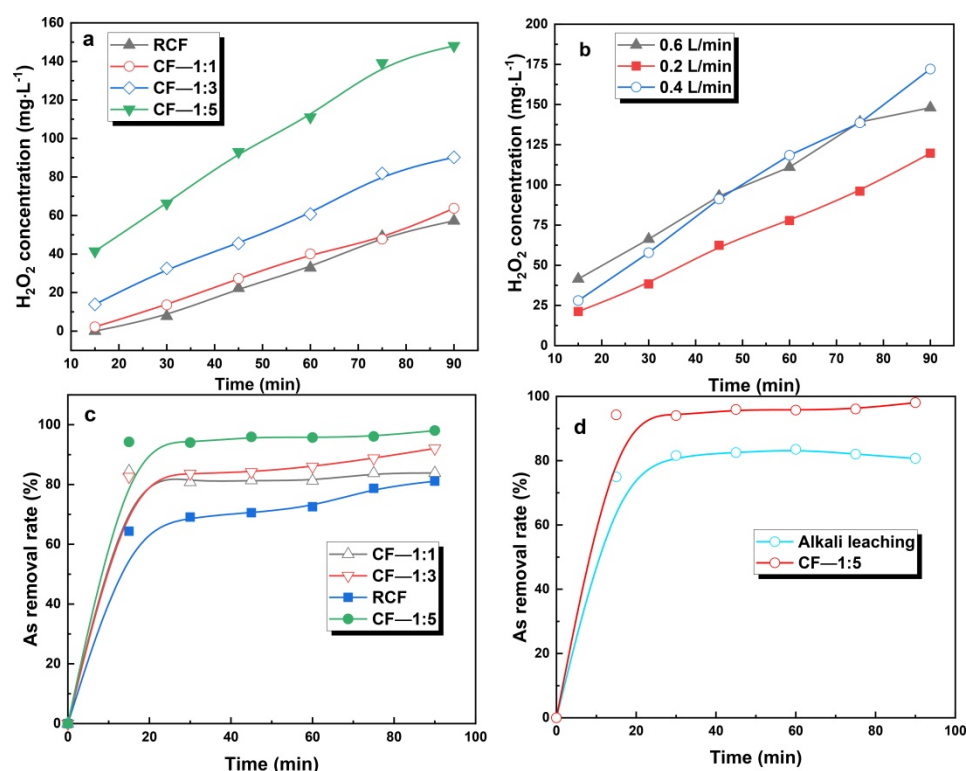 a
RCF
CF—1:1
CF—1:3
CF—1:5
H₂O₂ concentration (mg·L⁻¹)
160
140
120
100
80
60
40
20
0
10 20 30 40 50 60 70 80 90
Time (min)
b
0.6 L/min
0.2 L/min
0.4 L/min
H₂O₂ concentration (mg·L⁻¹)
200
175
150
125
100
75
50
25
0
10 20 30 40 50 60 70 80 90
Time (min)
c
CF—1:1
CF—1:3
RCF
CF—1:5
As removal rate (%)
100
80
60
40
20
0
0 20 40 60 80 100
Time (min)
d
Alkali leaching
CF—1:5
As removal rate (%)
100
80
60
40
20
0
0 20 40 60 80 100
Time (min)